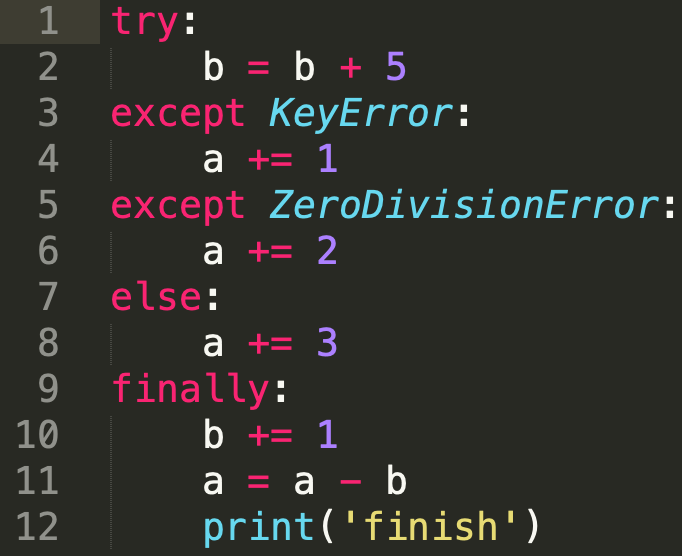 1 try:
2     b = b + 5
3 except KeyError:
4     a += 1
5 except ZeroDivisionError:
6     a += 2
7 else:
8     a += 3
9 finally:
10     b += 1
11     a = a - b
12     print('finish')